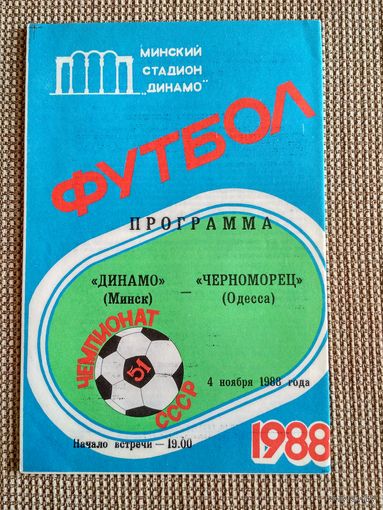 МИНСКИЙ
СТАДИОН
„ДИНАМО"
ФУТБОЛ
ПРОГРАММА
«ДИНАМО» — «ЧЕРНОМОРЕЦ»
(Минск) (Одесса)
ЧЕМПИОНАТ
51
СССР
4 ноября 1988 года
Начало встречи — 19.00
1988